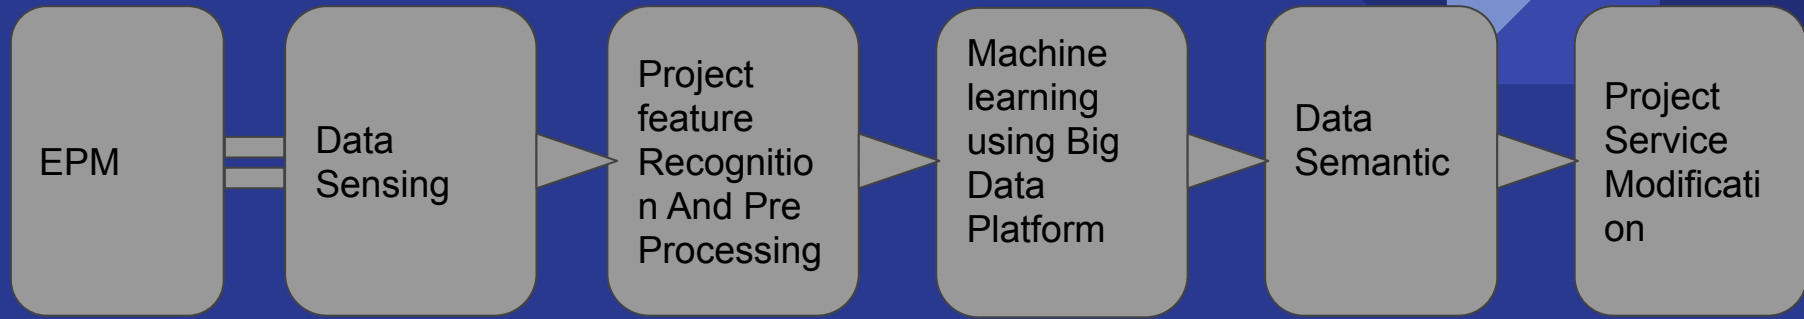 EPM
Data
Sensing
Project
feature
Recognitio
n And Pre
Processing
Machine
learning
using Big
Data
Platform
Data
Semantic
Project
Service
Modificati
on